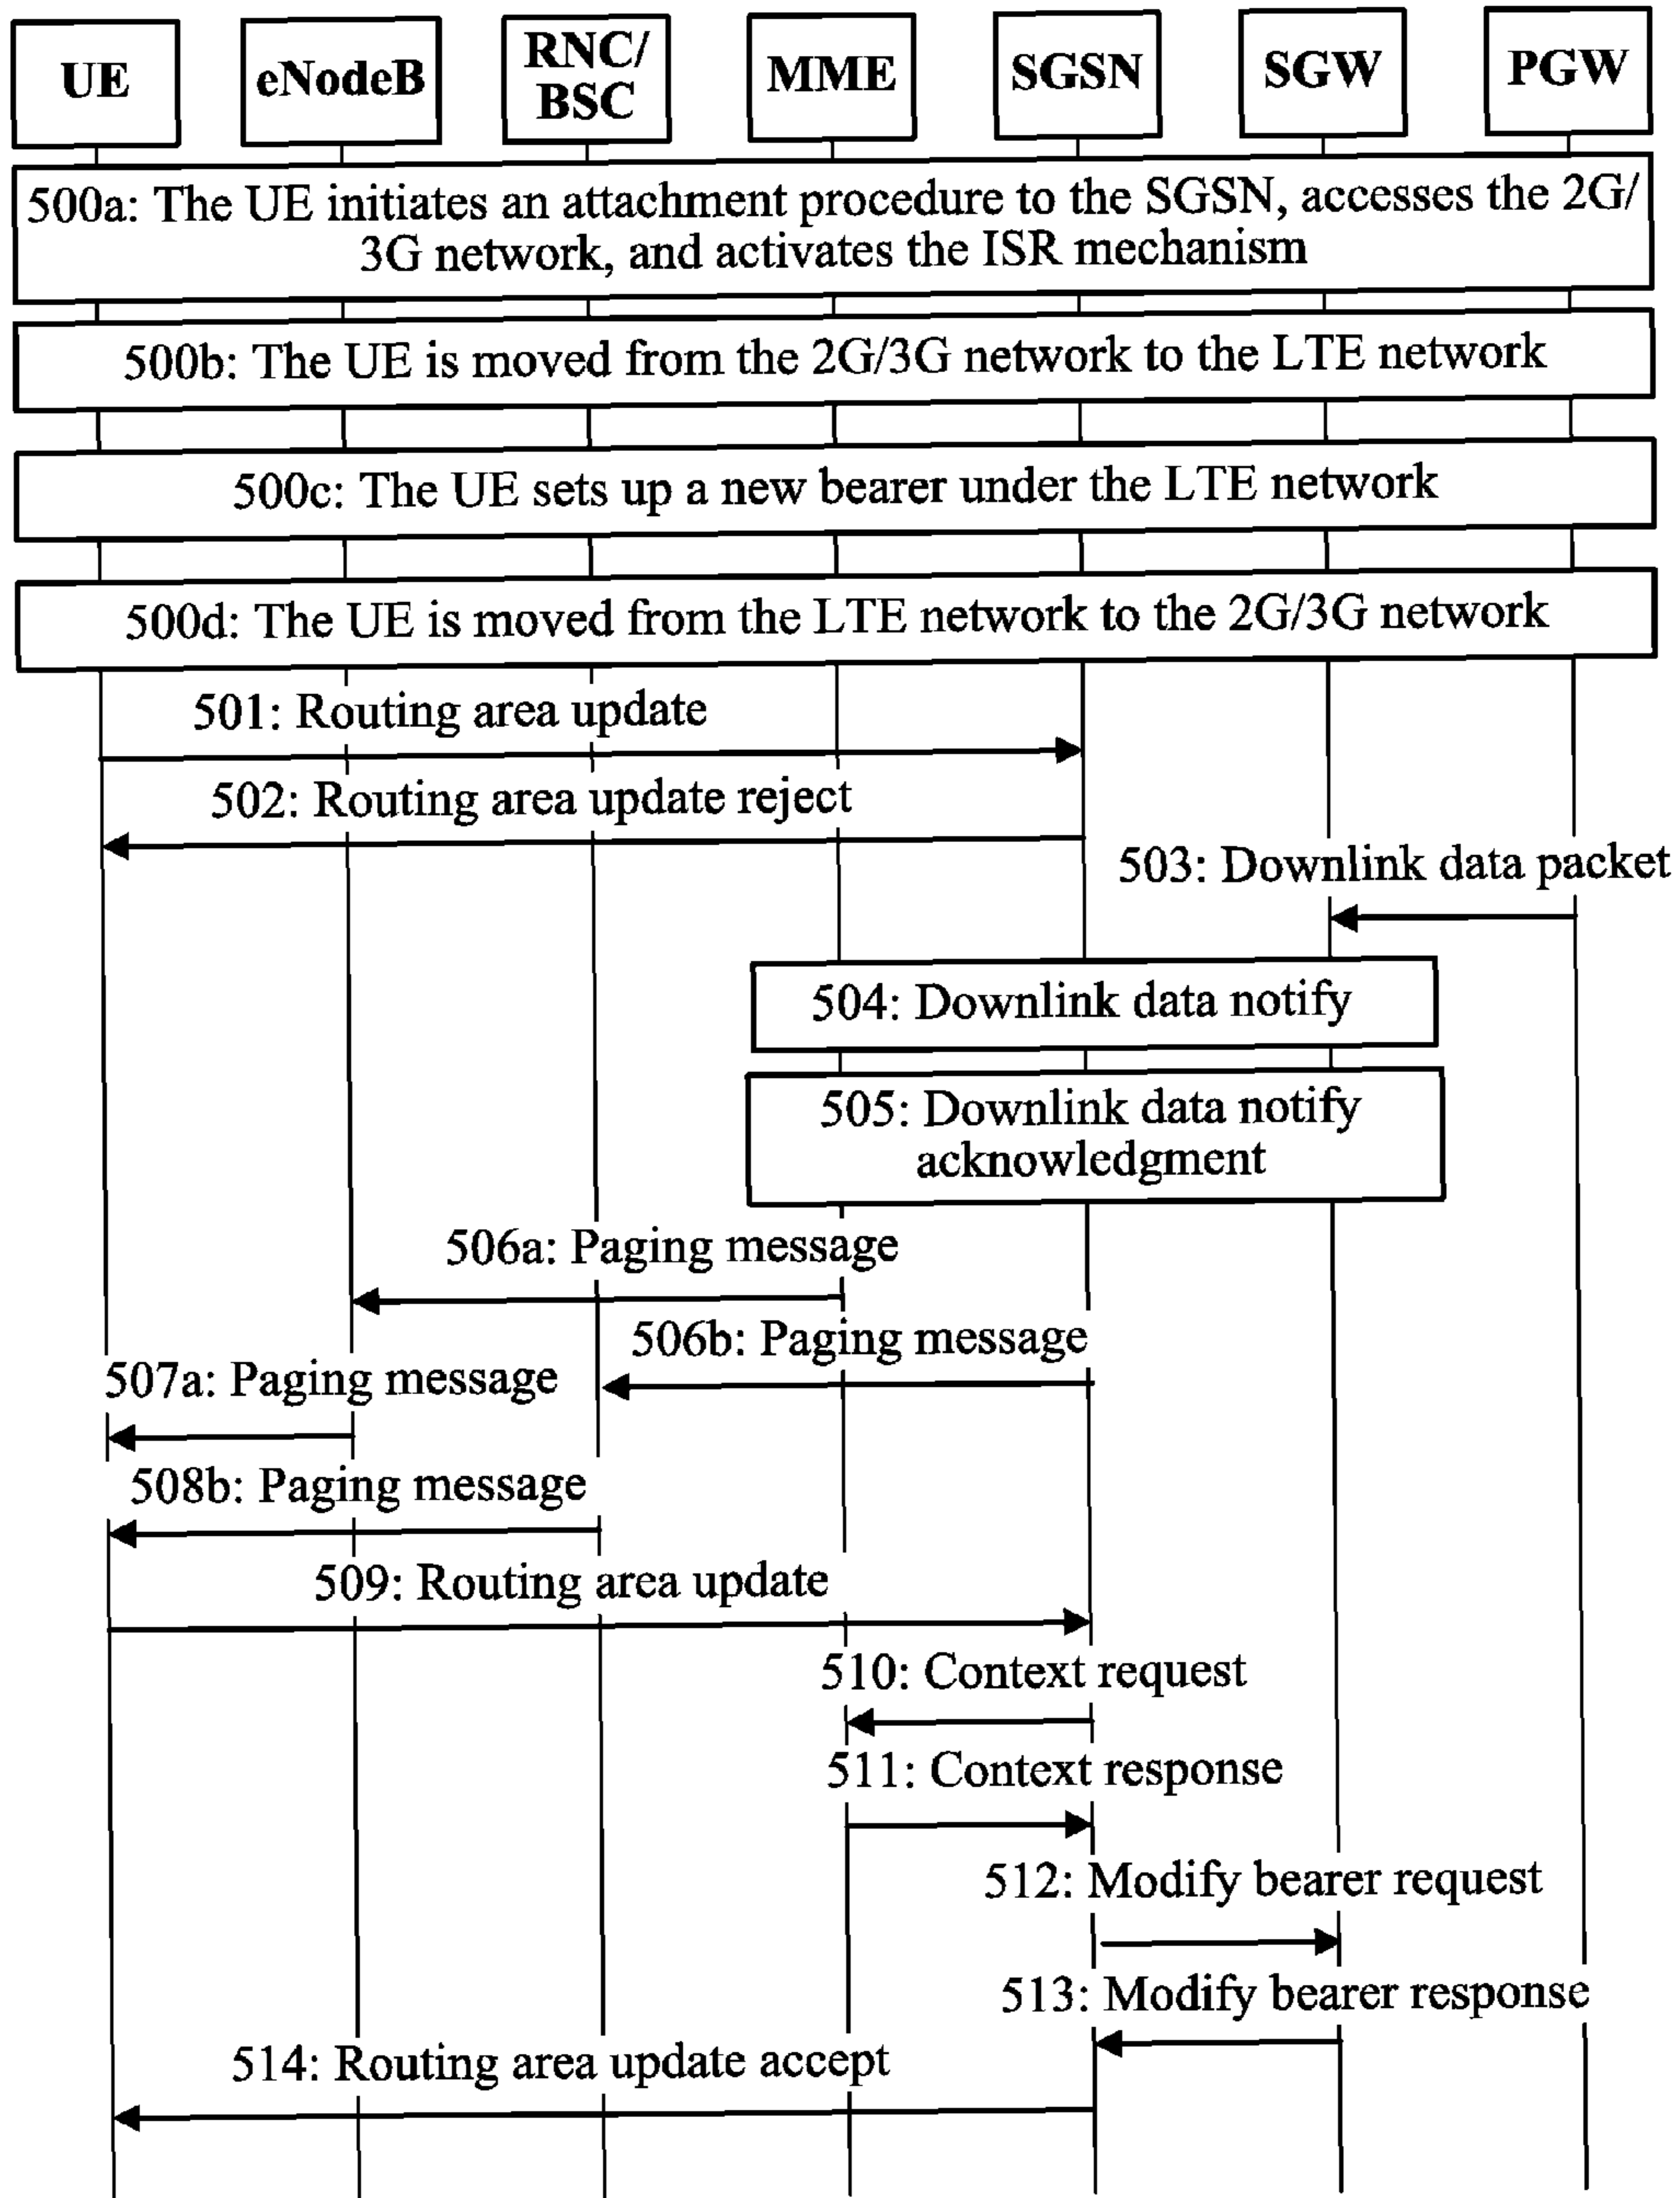 UE
eNodeB
RNC/
BSC
MME
SGSN
SGW
PGW
500a: The UE initiates an attachment procedure to the SGSN, accesses the 2G/
3G network, and activates the ISR mechanism
500b: The UE is moved from the 2G/3G network to the LTE network
500c: The UE sets up a new bearer under the LTE network
500d: The UE is moved from the LTE network to the 2G/3G network
501: Routing area update
502: Routing area update reject
503: Downlink data packet
504: Downlink data notify
505: Downlink data notify
acknowledgment
506a: Paging message
506b: Paging message
507a: Paging message
508b: Paging message
509: Routing area update
510: Context request
511: Context response
512: Modify bearer request
513: Modify bearer response
514: Routing area update accept